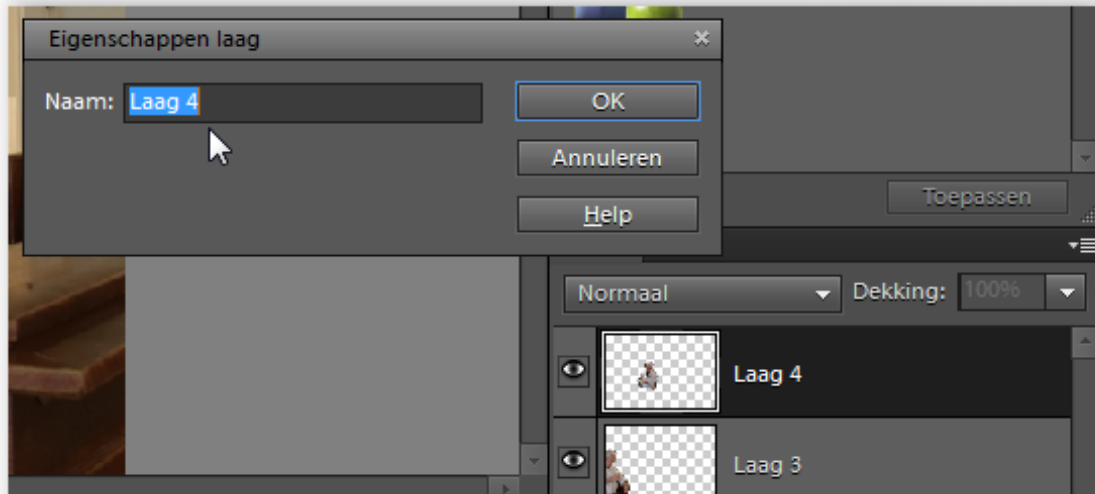 Eigenschappen laag
Naam: Laag 4
OK
Annuleren
Help
Toepassen
Normaal
Dekking: 100%
Laag 4
Laag 3